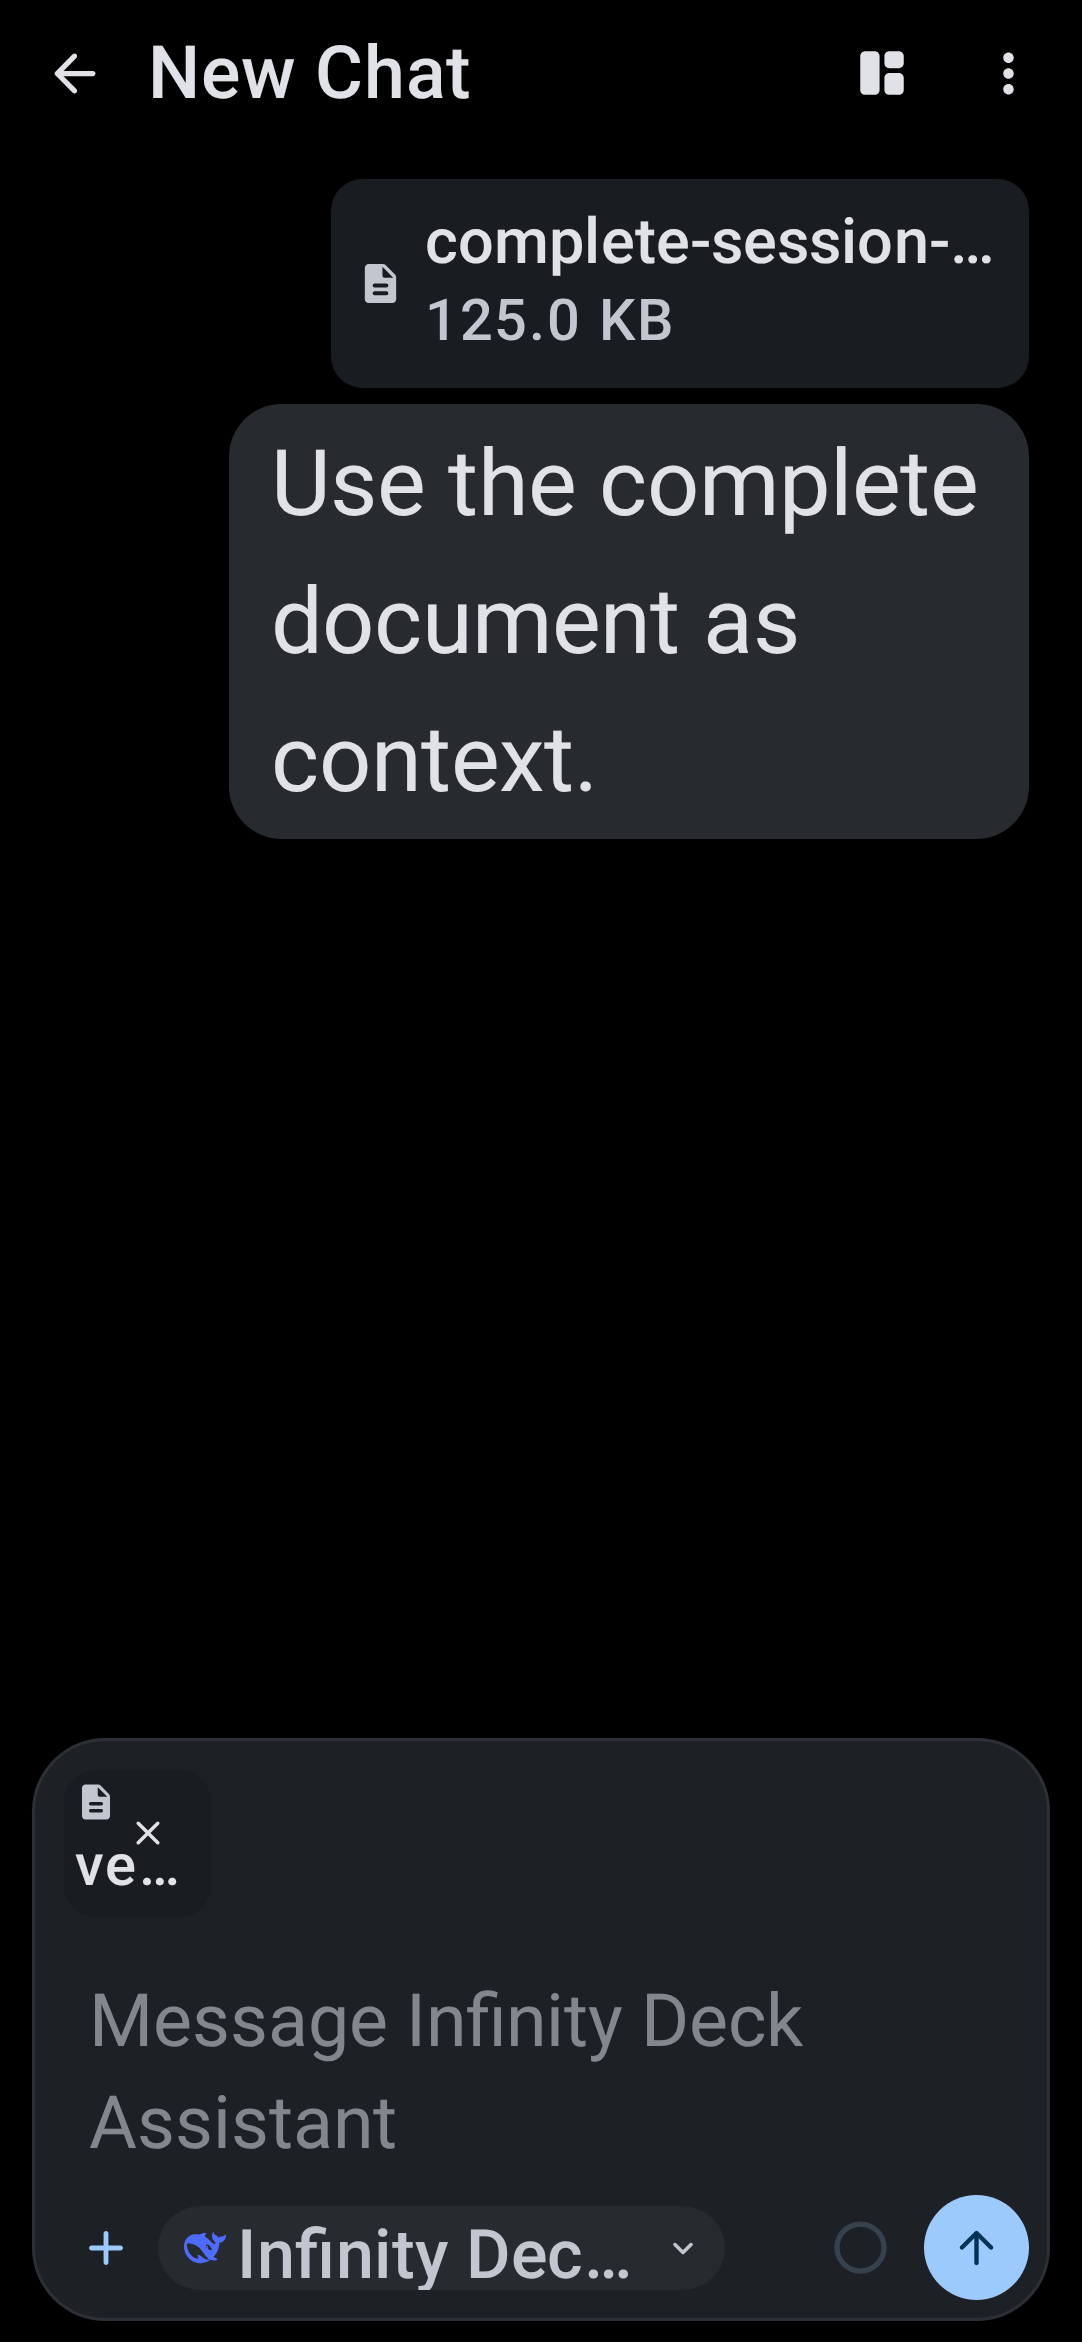 New Chat
complete-session-...
125.0 KB
Use the complete
document as
context.
ve...
Message Infinity Deck
Assistant
Infinity Dec...